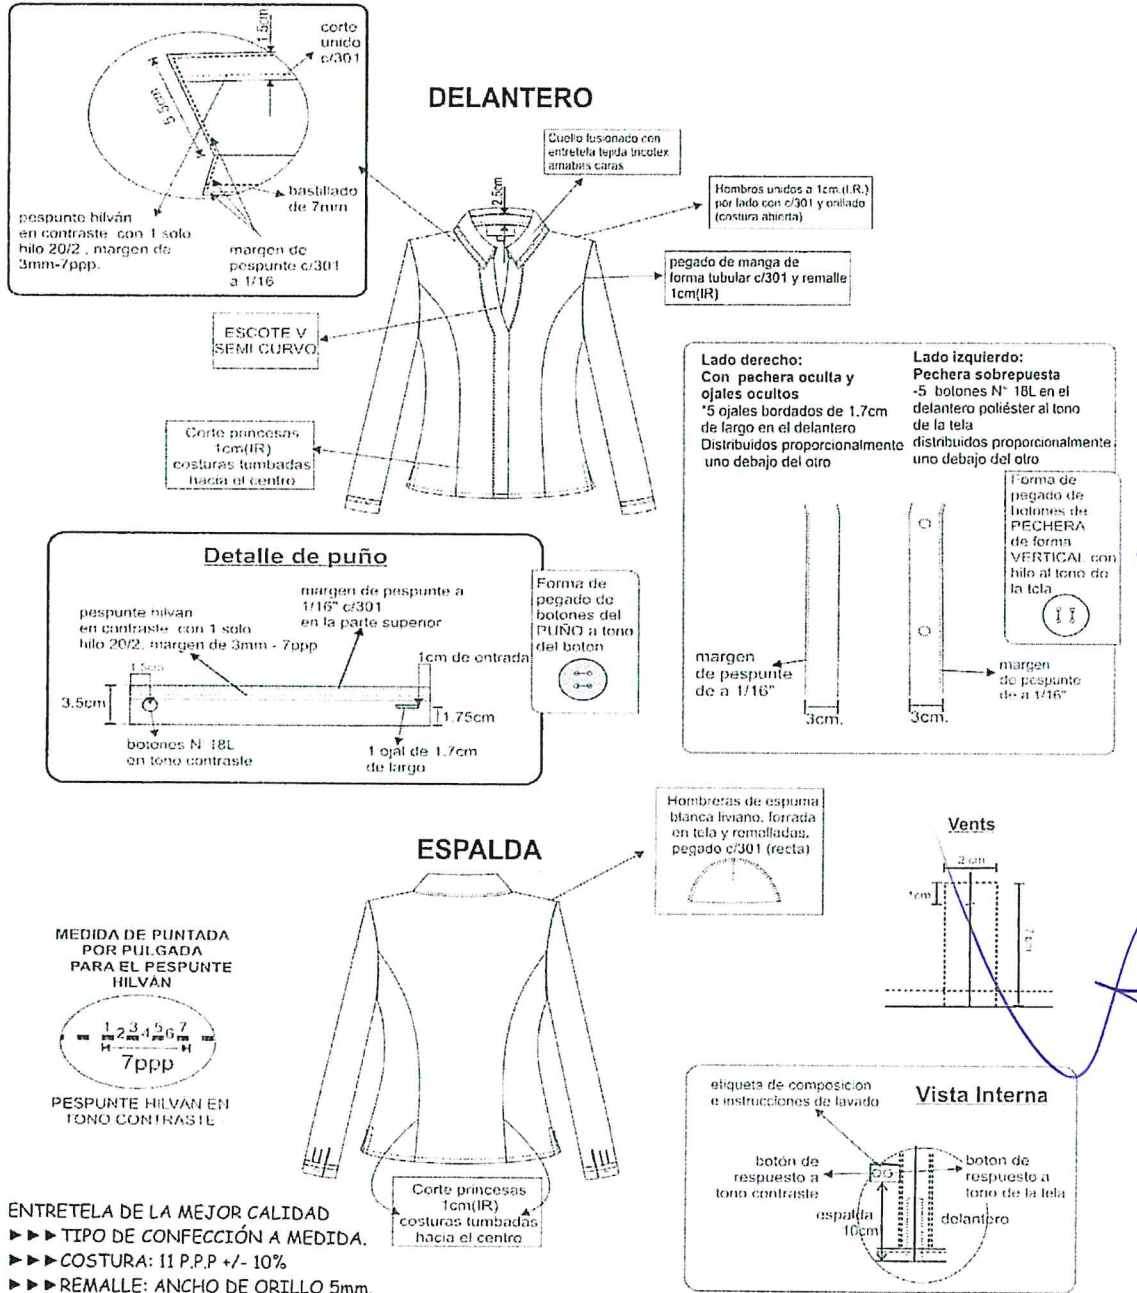 1.5cm
corte
unido
c/301
5.5cm
bastillado
de 7mm
pespunte hilván
en contraste con 1 solo
hilo 20/2 , margen de
3mm-7ppp.
margen de
pespunte c/301
a 1/16
DELANTERO
2.5cm
Cuello fusionado con
entretela tejida tricotex
amabas caras
Hombros unidos a 1cm.(I.R.)
por lado con c/301 y orillado
(costura abierta)
pegado de manga de
forma tubular c/301 y remalle
1cm(IR)
ESCOTE V
SEMI CURVO
Corte princesas
1cm(IR)
costuras tumbadas
hacia el centro
Lado derecho:
Con pechera oculta y
ojales ocultos
*5 ojales bordados de 1.7cm
de largo en el delantero
Distribuidos proporcionalmente
uno debajo del otro
Lado izquierdo:
Pechera sobrepuesta
-5 botones N° 18L en el
delantero poliéster al tono
de la tela
distribuidos proporcionalmente
uno debajo del otro
Forma de
pegado de
botones de
PECHERA
de forma
VERTICAL con
hilo al tono de
la tela
margen
de pespunte
de a 1/16"
3cm.
3cm.
margen
de pespunte
de a 1/16"
Detalle de puño
pespunte hilvan
en contraste con 1 solo
hilo 20/2, margen de 3mm - 7ppp
margen de pespunte a
1/16" c/301
en la parte superior
1.5cm
1cm de entrada
3.5cm
1.75cm
botones N 18L
en tono contraste
1 ojal de 1.7cm
de largo
Forma de
pegado de
botones del
PUÑO a tono
del boton
ESPALDA
Hombreras de espuma
blanca liviano, forrada
en tela y remalladas,
pegado c/301 (recta)
Vents
2 cm
1cm
7cm
MEDIDA DE PUNTADA
POR PULGADA
PARA EL PESPUNTE
HILVÁN
1 2 3 4 5 6 7
7ppp
PESPUNTE HILVAN EN
TONO CONTRASTE
Corte princesas
1cm(IR)
costuras tumbadas
hacia el centro
Vista Interna
etiqueta de composicion
e instrucciones de lavado
botón de
respuesto a
tono contraste
boton de
respuesto a
tono de la tela
espalda
10cm
delantero
ENTRETELA DE LA MEJOR CALIDAD
►►►TIPO DE CONFECCIÓN A MEDIDA.
►►►COSTURA: 11 P.P.P +/- 10%
►►►REMALLE: ANCHO DE ORILLO 5mm.